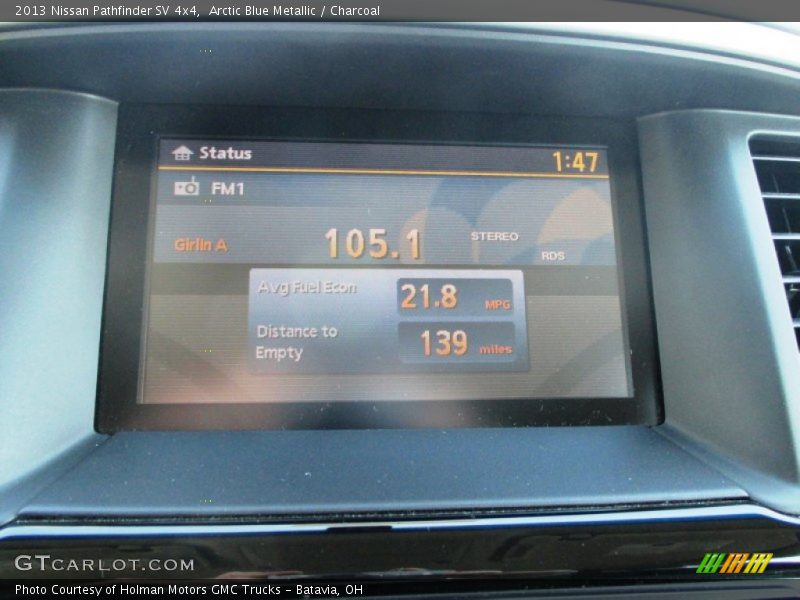 2013 Nissan Pathfinder SV 4x4, Arctic Blue Metallic / Charcoal
Status
1:47
FM1
Girlin A
105.1
STEREO
RDS
Avg Fuel Econ
21.8 MPG
Distance to
Empty
139 miles
GTCARLOT.COM
Photo Courtesy of Holman Motors GMC Trucks - Batavia, OH